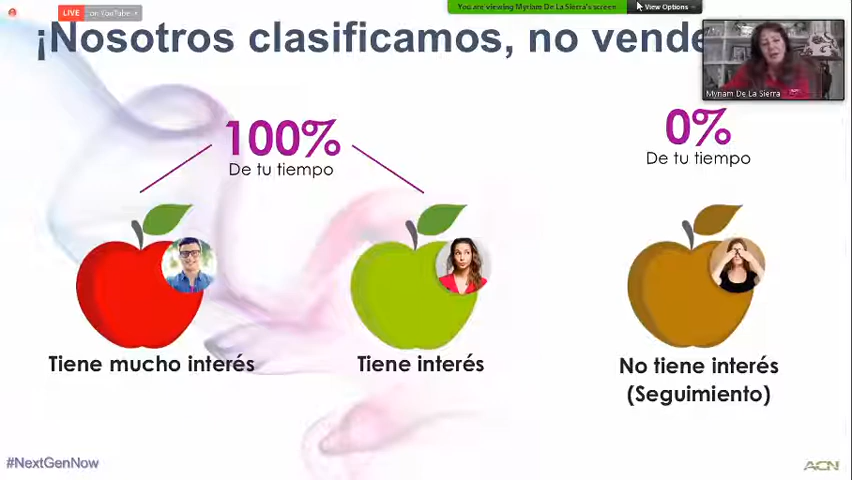 LIVE on YouTube
You are viewing Myriam De La Sierra's screen
View Options
¡Nosotros clasificamos, no vende
Myriam De La Sierra
100%
De tu tiempo
0%
De tu tiempo
Tiene mucho interés
Tiene interés
No tiene interés
(Seguimiento)
#NextGenNow
ACN